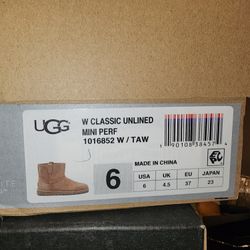 UGG
W CLASSIC UNLINED
MINI PERF
1016852 W / TAW
6
MADE IN CHINA
USA UK EU JAPAN
6 4.5 37 23